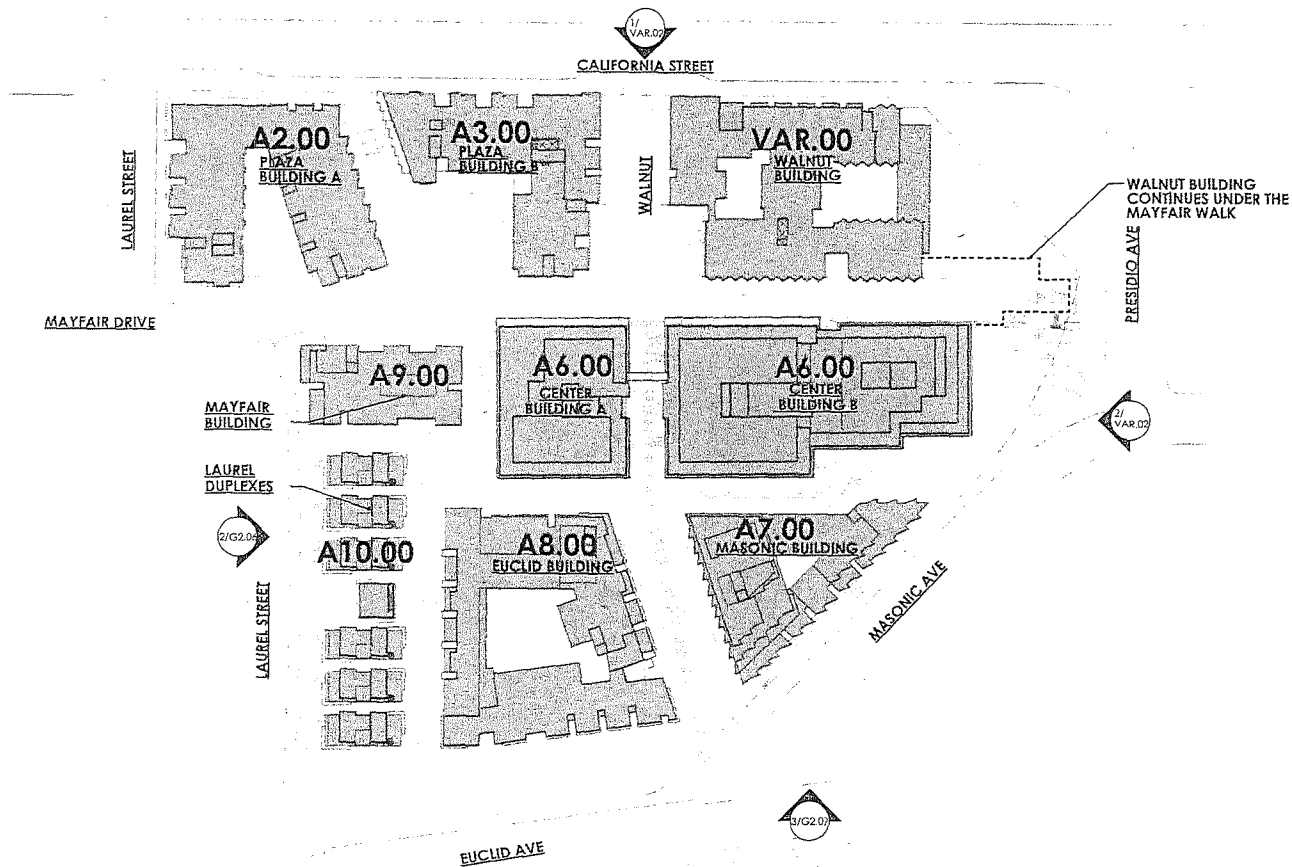 1/
VAR.02
CALIFORNIA STREET
A2.00
PLAZA
BUILDING A
A3.00
PLAZA
BUILDING B
VAR.00
WALNUT
BUILDING
LAUREL STREET
WALNUT
WALNUT BUILDING
CONTINUES UNDER THE
MAYFAIR WALK
PRESIDIO AVE
MAYFAIR DRIVE
A9.00
A6.00
CENTER
BUILDING A
A6.00
CENTER
BUILDING B
MAYFAIR
BUILDING
2/
VAR.02
LAUREL
DUPLEXES
2/G2.06
A10.00
A8.00
EUCLID BUILDING
A7.00
MASONIC BUILDING
LAUREL STREET
MASONIC AVE
3/G2.07
EUCLID AVE